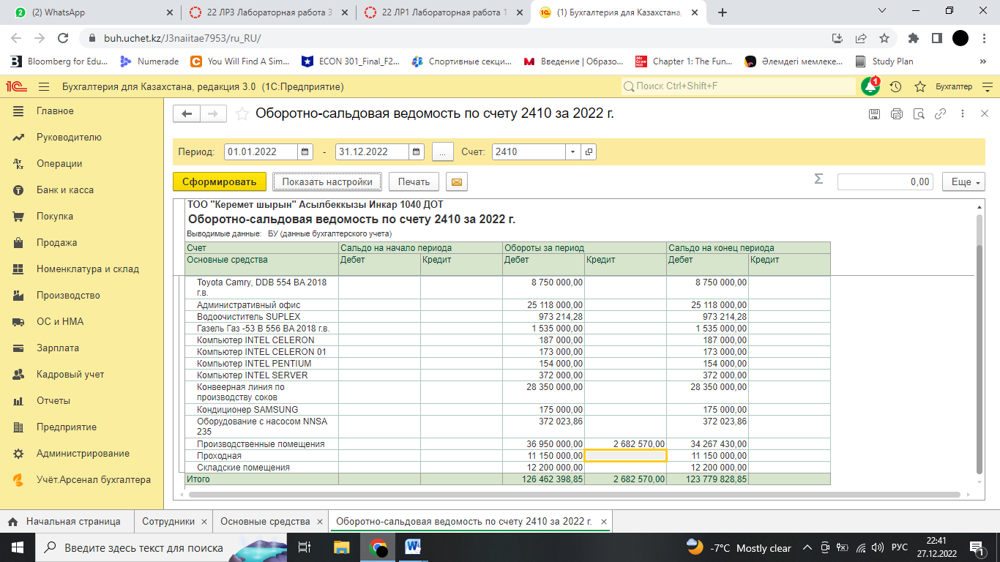 (2) WhatsApp
22 ЛР3 Лабораторная работа 3
22 ЛР1 Лабораторная работа 1
(1) Бухгалтерия для Казахстана,
buh.uchet.kz/J3naiitae7953/ru_RU/
Bloomberg for Edu...
Numerade
You Will Find A Sim...
ECON 301_Final_F2...
Спортивные секци...
Введение | Образо...
Chapter 1: The Fun...
Әлемдегі мемлеке...
Study Plan
Бухгалтерия для Казахстана, редакция 3.0 (1С:Предприятие)
Поиск Ctrl+Shift+F
1
Бухгалтер
Главное
Руководителю
Операции
Банк и касса
Покупка
Продажа
Номенклатура и склад
Производство
ОС и НМА
Зарплата
Кадровый учет
Отчеты
Предприятие
Администрирование
Учёт.Арсенал бухгалтера
Оборотно-сальдовая ведомость по счету 2410 за 2022 г.
Период: 01.01.2022 - 31.12.2022 ... Счет: 2410
Сформировать Показать настройки Печать Σ 0,00 Еще
ТОО "Керемет шырын" Асылбеккызы Инкар 1040 ДОТ
Оборотно-сальдовая ведомость по счету 2410 за 2022 г.
Выводимые данные: БУ (данные бухгалтерского учета)
Счет Сальдо на начало периода Обороты за период Сальдо на конец периода
Основные средства Дебет Кредит Дебет Кредит Дебет Кредит
Toyota Camry, DDB 554 BA 2018 8 750 000,00 8 750 000,00
г.в.
Административный офис 25 118 000,00 25 118 000,00
Водоочиститель SUPLEX 973 214,28 973 214,28
Газель Газ -53 В 556 ВА 2018 г.в. 1 535 000,00 1 535 000,00
Компьютер INTEL CELERON 187 000,00 187 000,00
Компьютер INTEL CELERON 01 173 000,00 173 000,00
Компьютер INTEL PENTIUM 154 000,00 154 000,00
Компьютер INTEL SERVER 372 000,00 372 000,00
Конвеерная линия по 28 350 000,00 28 350 000,00
производству соков
Кондиционер SAMSUNG 175 000,00 175 000,00
Оборудование с насосом NNSA 372 023,86 372 023,86
235
Производственные помещения 36 950 000,00 2 682 570,00 34 267 430,00
Проходная 11 150 000,00 11 150 000,00
Складские помещения 12 200 000,00 12 200 000,00
Итого 126 462 398,85 2 682 570,00 123 779 828,85
Начальная страница
Сотрудники
Основные средства
Оборотно-сальдовая ведомость по счету 2410 за 2022 г.
Введите здесь текст для поиска
-7°C Mostly clear
РУС
22:41
27.12.2022
1